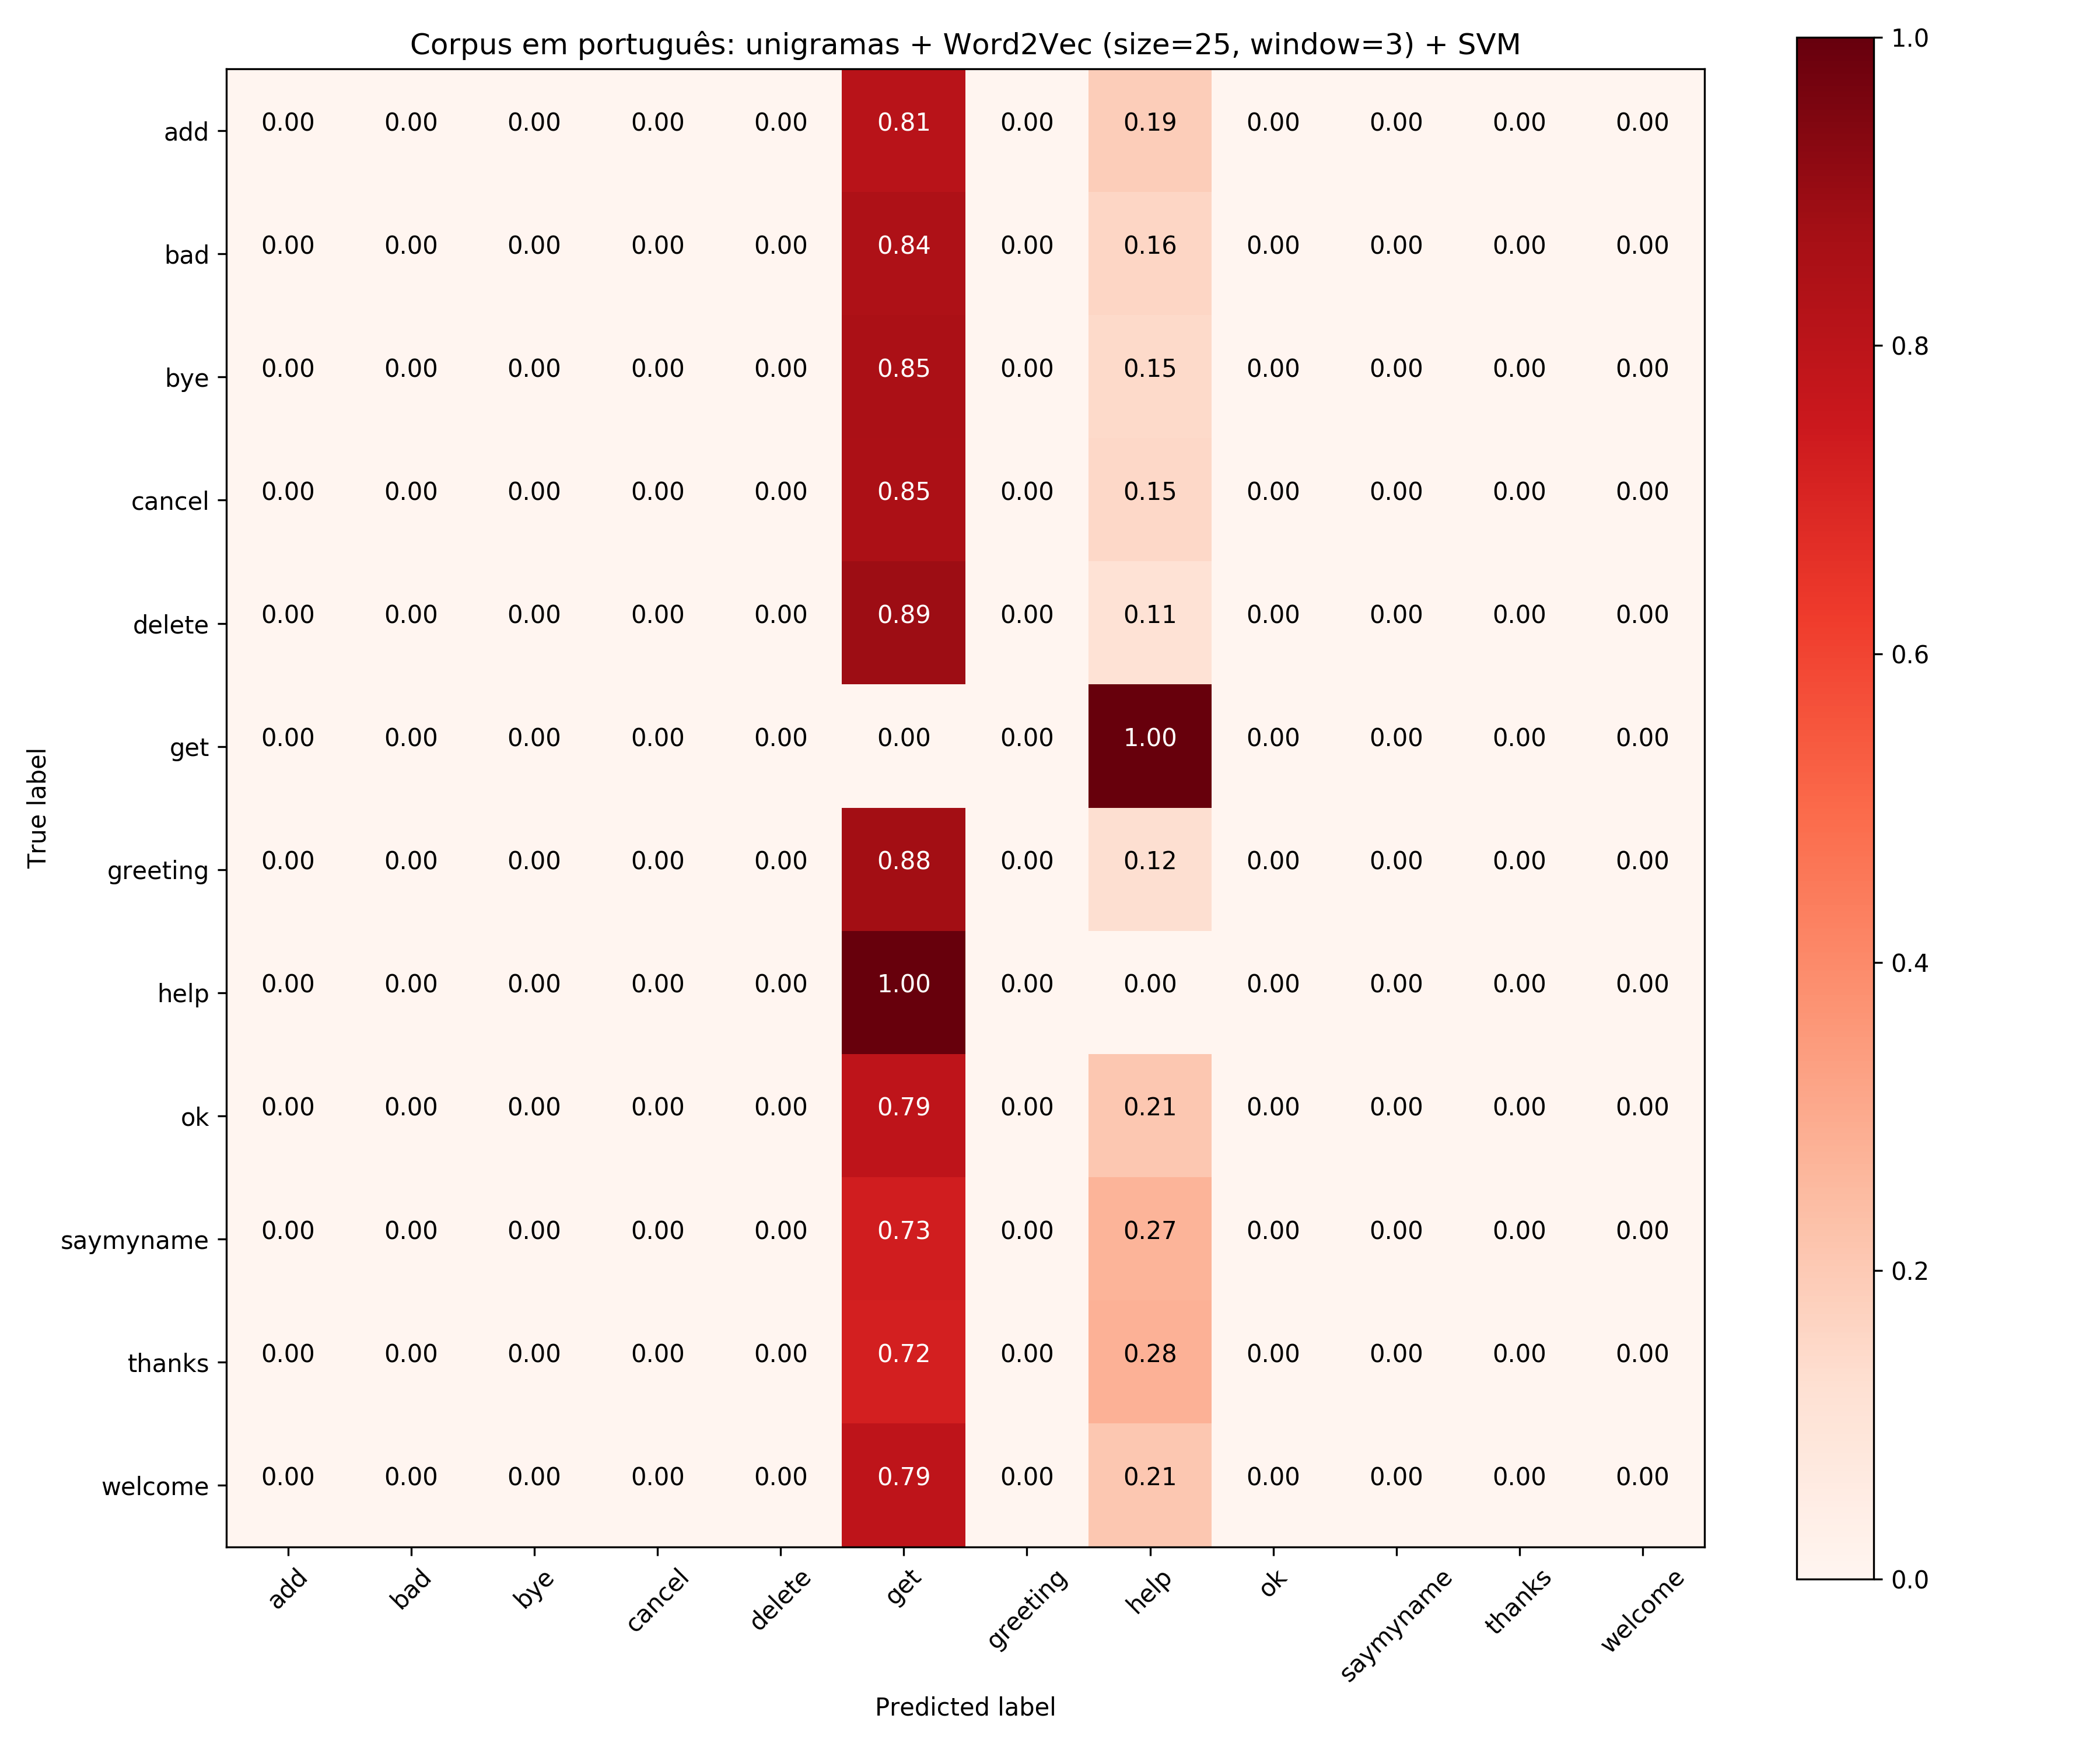 Corpus em português: unigramas + Word2Vec (size=25, window=3) + SVM
1.0
add 0.00 0.00 0.00 0.00 0.00 0.81 0.00 0.19 0.00 0.00 0.00 0.00
bad 0.00 0.00 0.00 0.00 0.00 0.84 0.00 0.16 0.00 0.00 0.00 0.00
bye 0.00 0.00 0.00 0.00 0.00 0.85 0.00 0.15 0.00 0.00 0.00 0.00
0.8
cancel 0.00 0.00 0.00 0.00 0.00 0.85 0.00 0.15 0.00 0.00 0.00 0.00
delete 0.00 0.00 0.00 0.00 0.00 0.89 0.00 0.11 0.00 0.00 0.00 0.00
0.6
get 0.00 0.00 0.00 0.00 0.00 0.00 0.00 1.00 0.00 0.00 0.00 0.00
True label
greeting 0.00 0.00 0.00 0.00 0.00 0.88 0.00 0.12 0.00 0.00 0.00 0.00
0.4
help 0.00 0.00 0.00 0.00 0.00 1.00 0.00 0.00 0.00 0.00 0.00 0.00
ok 0.00 0.00 0.00 0.00 0.00 0.79 0.00 0.21 0.00 0.00 0.00 0.00
saymyname 0.00 0.00 0.00 0.00 0.00 0.73 0.00 0.27 0.00 0.00 0.00 0.00
0.2
thanks 0.00 0.00 0.00 0.00 0.00 0.72 0.00 0.28 0.00 0.00 0.00 0.00
welcome 0.00 0.00 0.00 0.00 0.00 0.79 0.00 0.21 0.00 0.00 0.00 0.00
0.0
add bad bye cancel delete get greeting help ok saymyname thanks welcome
Predicted label